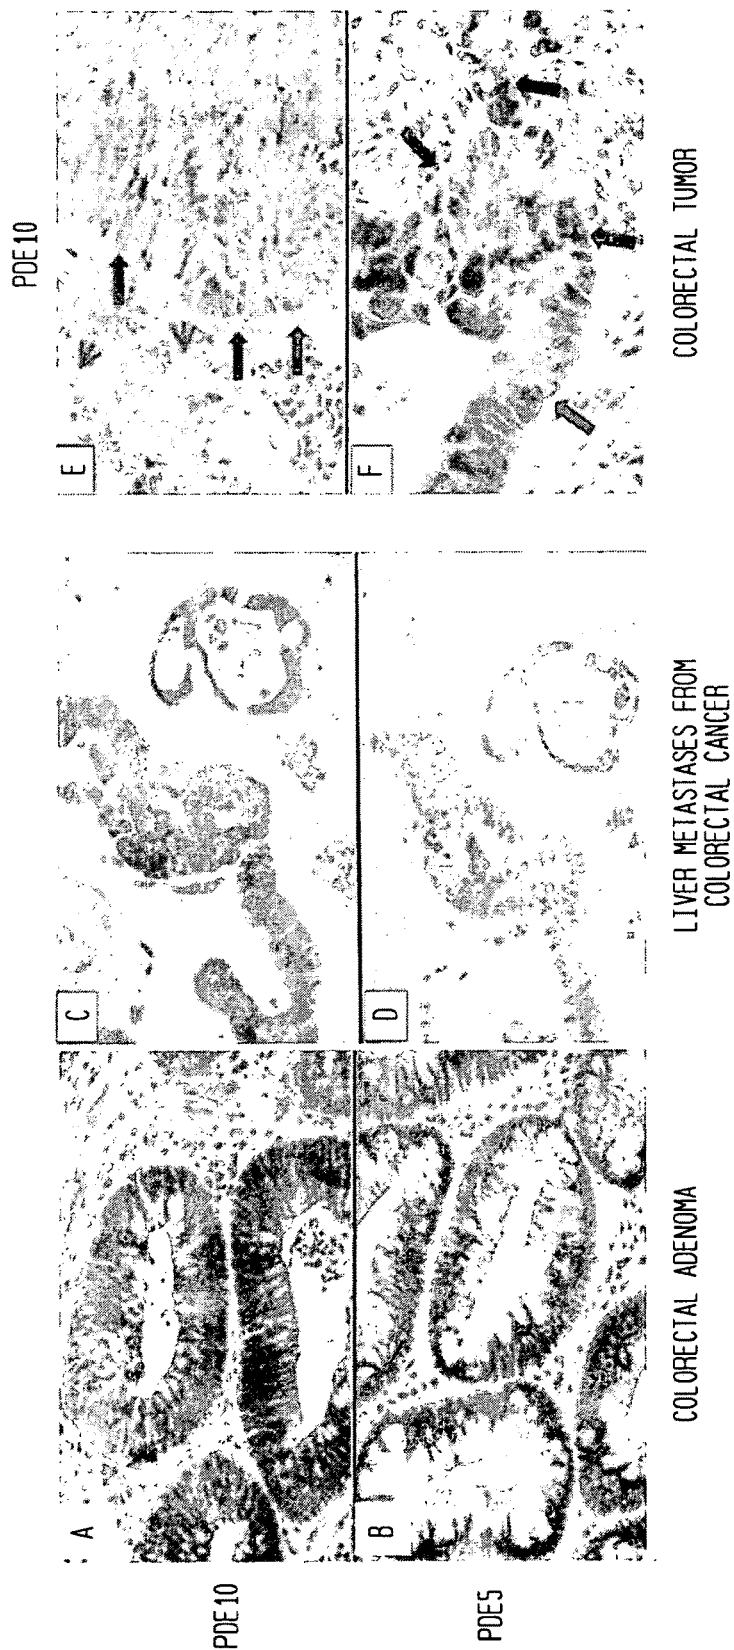 PDE10
PDE10
A
C
E
PDE5
B
D
F
COLORECTAL ADENOMA
LIVER METASTASES FROM
COLORECTAL CANCER
COLORECTAL TUMOR